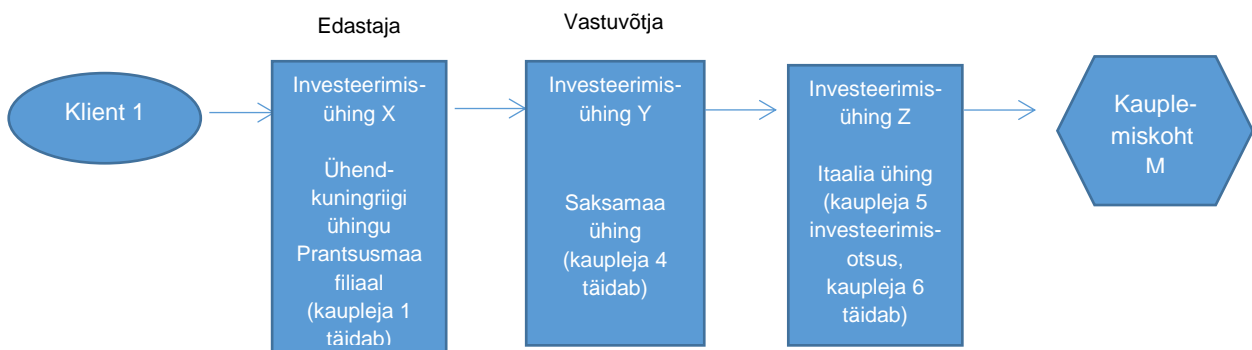 Edastaja
Vastuvõtja
Klient 1
Investeerimis-
ühing X
Ühend-
kuningriigi
ühingu
Prantsusmaa
filiaal
(kaupleja 1
täidab)
Investeerimis-
ühing Y
Saksamaa
ühing
(kaupleja 4
täidab)
Investeerimis-
ühing Z
Itaalia ühing
(kaupleja 5
investeerimis-
otsus,
kaupleja 6
täidab)
Kauple-
miskoht
M